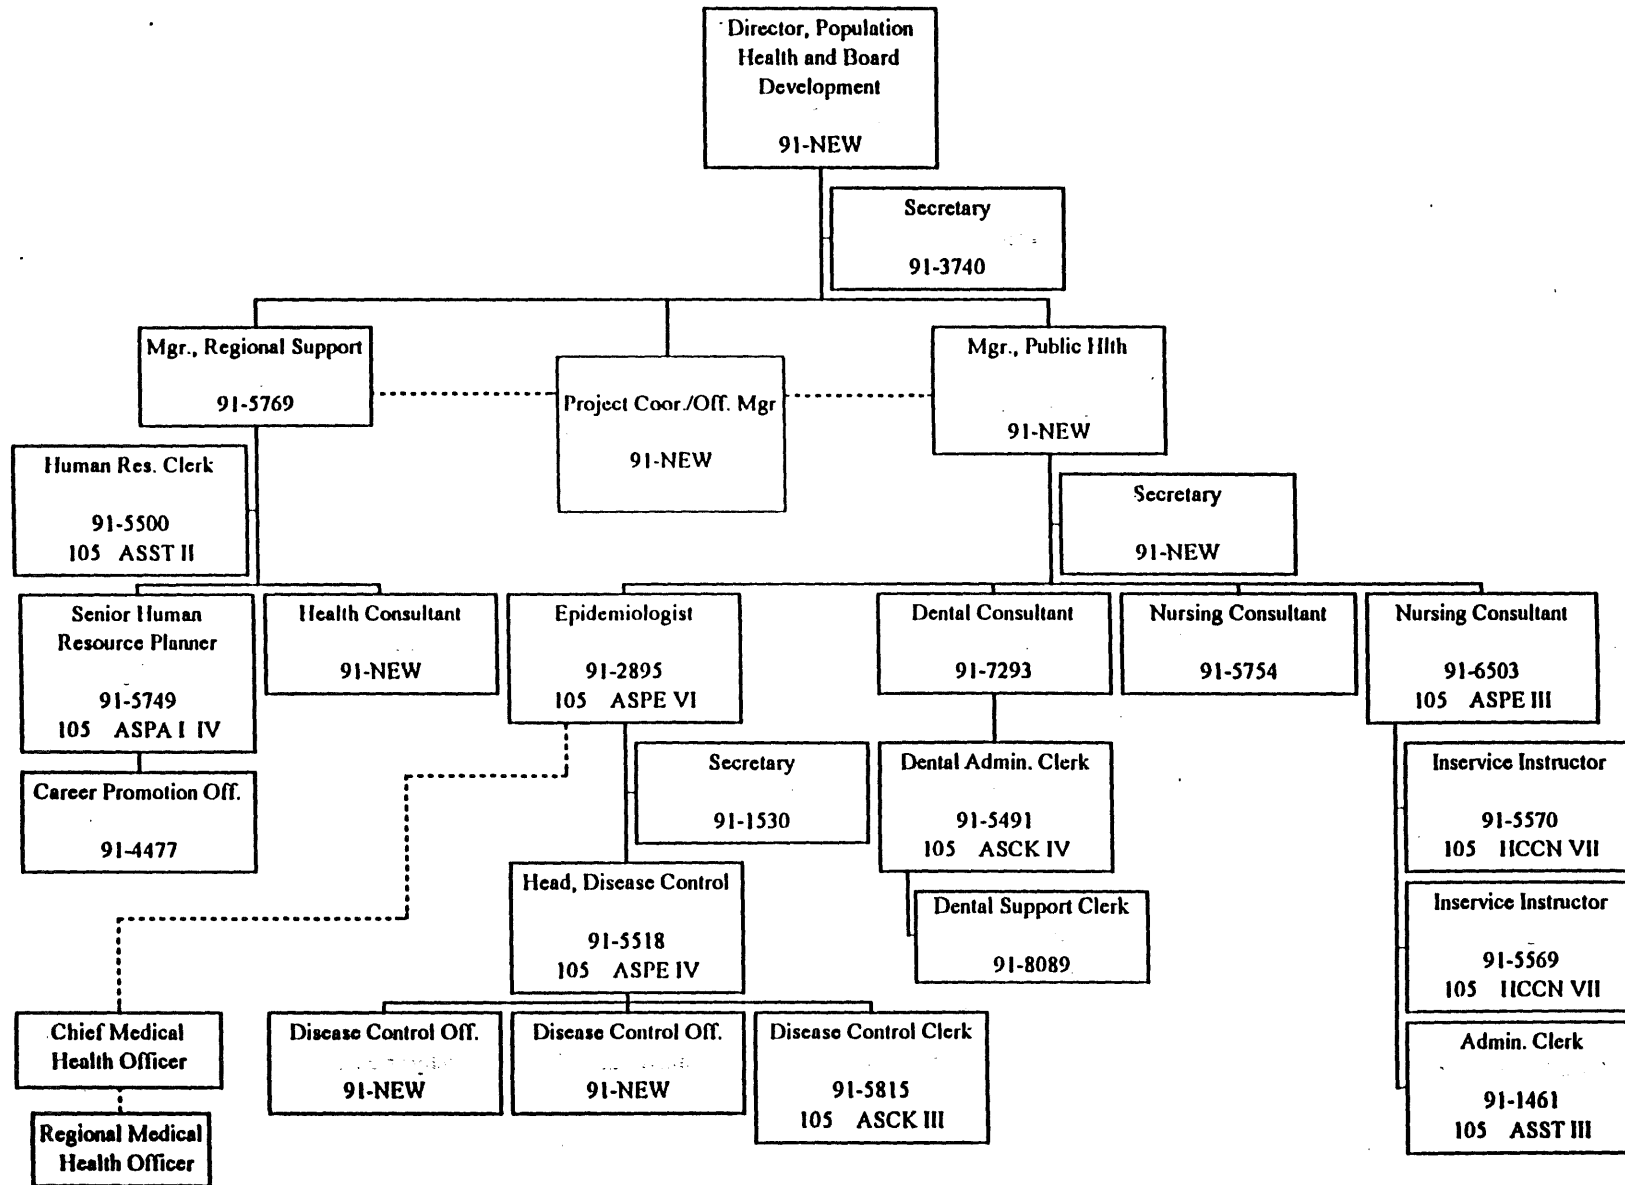 Director, Population
Health and Board
Development
91-NEW
Secretary
91-3740
Mgr., Regional Support
91-5769
Project Coor./Off. Mgr
91-NEW
Mgr., Public Hlth
91-NEW
Human Res. Clerk
91-5500
105 ASST II
Secretary
91-NEW
Senior Human
Resource Planner
91-5749
105 ASPA I IV
Health Consultant
91-NEW
Epidemiologist
91-2895
105 ASPE VI
Dental Consultant
91-7293
Nursing Consultant
91-5754
Nursing Consultant
91-6503
105 ASPE III
Career Promotion Off.
91-4477
Secretary
91-1530
Dental Admin. Clerk
91-5491
105 ASCK IV
Inservice Instructor
91-5570
105 HCCN VII
Head, Disease Control
91-5518
105 ASPE IV
Dental Support Clerk
91-8089
Inservice Instructor
91-5569
105 HCCN VII
Chief Medical
Health Officer
Disease Control Off.
91-NEW
Disease Control Off.
91-NEW
Disease Control Clerk
91-5815
105 ASCK III
Admin. Clerk
91-1461
105 ASST III
Regional Medical
Health Officer